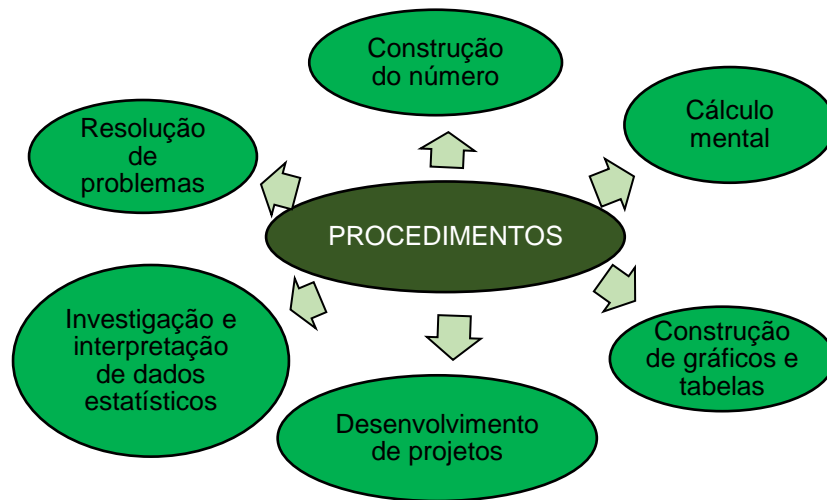 Construção
do número
Cálculo
mental
Resolução
de
problemas
PROCEDIMENTOS
Investigação e
interpretação
de dados
estatísticos
Construção
de gráficos e
tabelas
Desenvolvimento
de projetos